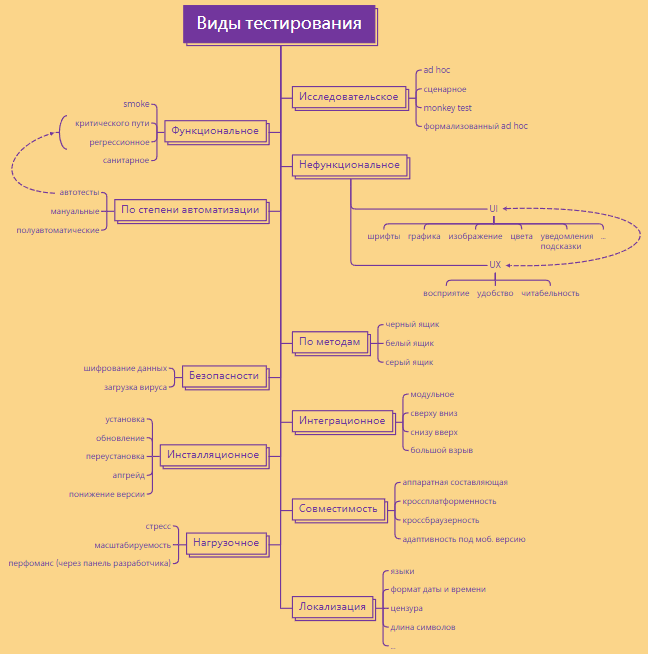 Виды тестирования
Исследовательское
ad hoc
сценарное
monkey test
формализованный ad hoc
Функциональное
smoke
критического пути
регрессионное
санитарное
Нефункциональное
UI
шрифты
графика
изображение
цвета
уведомления
подсказки
...
UX
восприятие
удобство
читабельность
По степени автоматизации
автотесты
мануальные
полуавтоматические
По методам
черный ящик
белый ящик
серый ящик
Безопасности
шифрование данных
загрузка вируса
Интеграционное
модульное
сверху вниз
снизу вверх
большой взрыв
Инсталляционное
установка
обновление
переустановка
апгрейд
понижение версии
Совместимость
аппаратная составляющая
кроссплатформенность
кроссбраузерность
адаптивность под моб. версию
Нагрузочное
стресс
масштабируемость
перфоманс (через панель разработчика)
Локализация
языки
формат даты и времени
цензура
длина символов
...